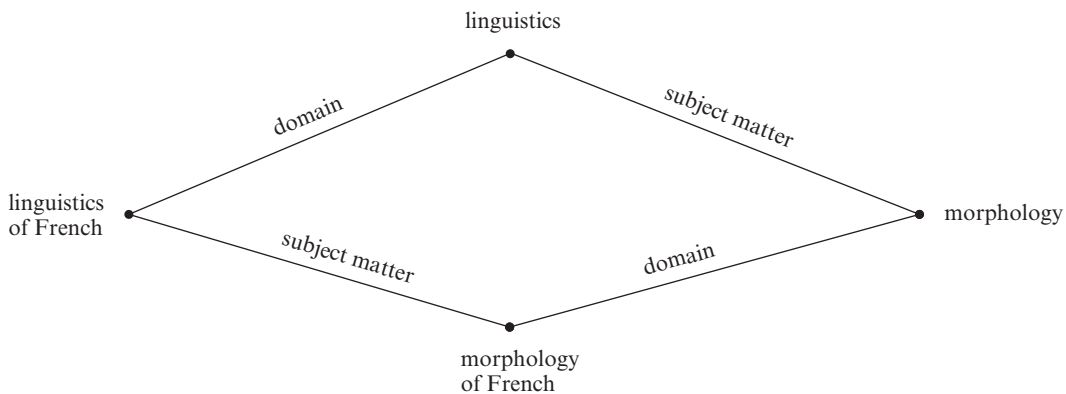 linguistics
domain
subject matter
linguistics
of French
morphology
subject matter
domain
morphology
of French